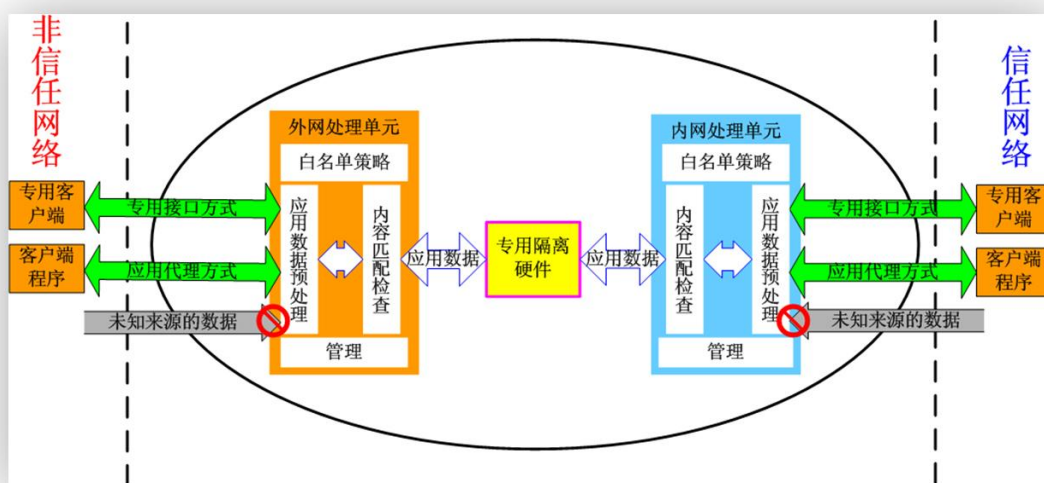 非信任网络
信任网络
外网处理单元
白名单策略
应用数据预处理
内容匹配检查
管理
内网处理单元
白名单策略
内容匹配检查
应用数据预处理
管理
专用客
户端
专用接口方式
客户端
程序
应用代理方式
未知来源的数据
应用数据
专用隔离
硬件
应用数据
专用接口方式
专用客
户端
应用代理方式
客户端
程序
未知来源的数据